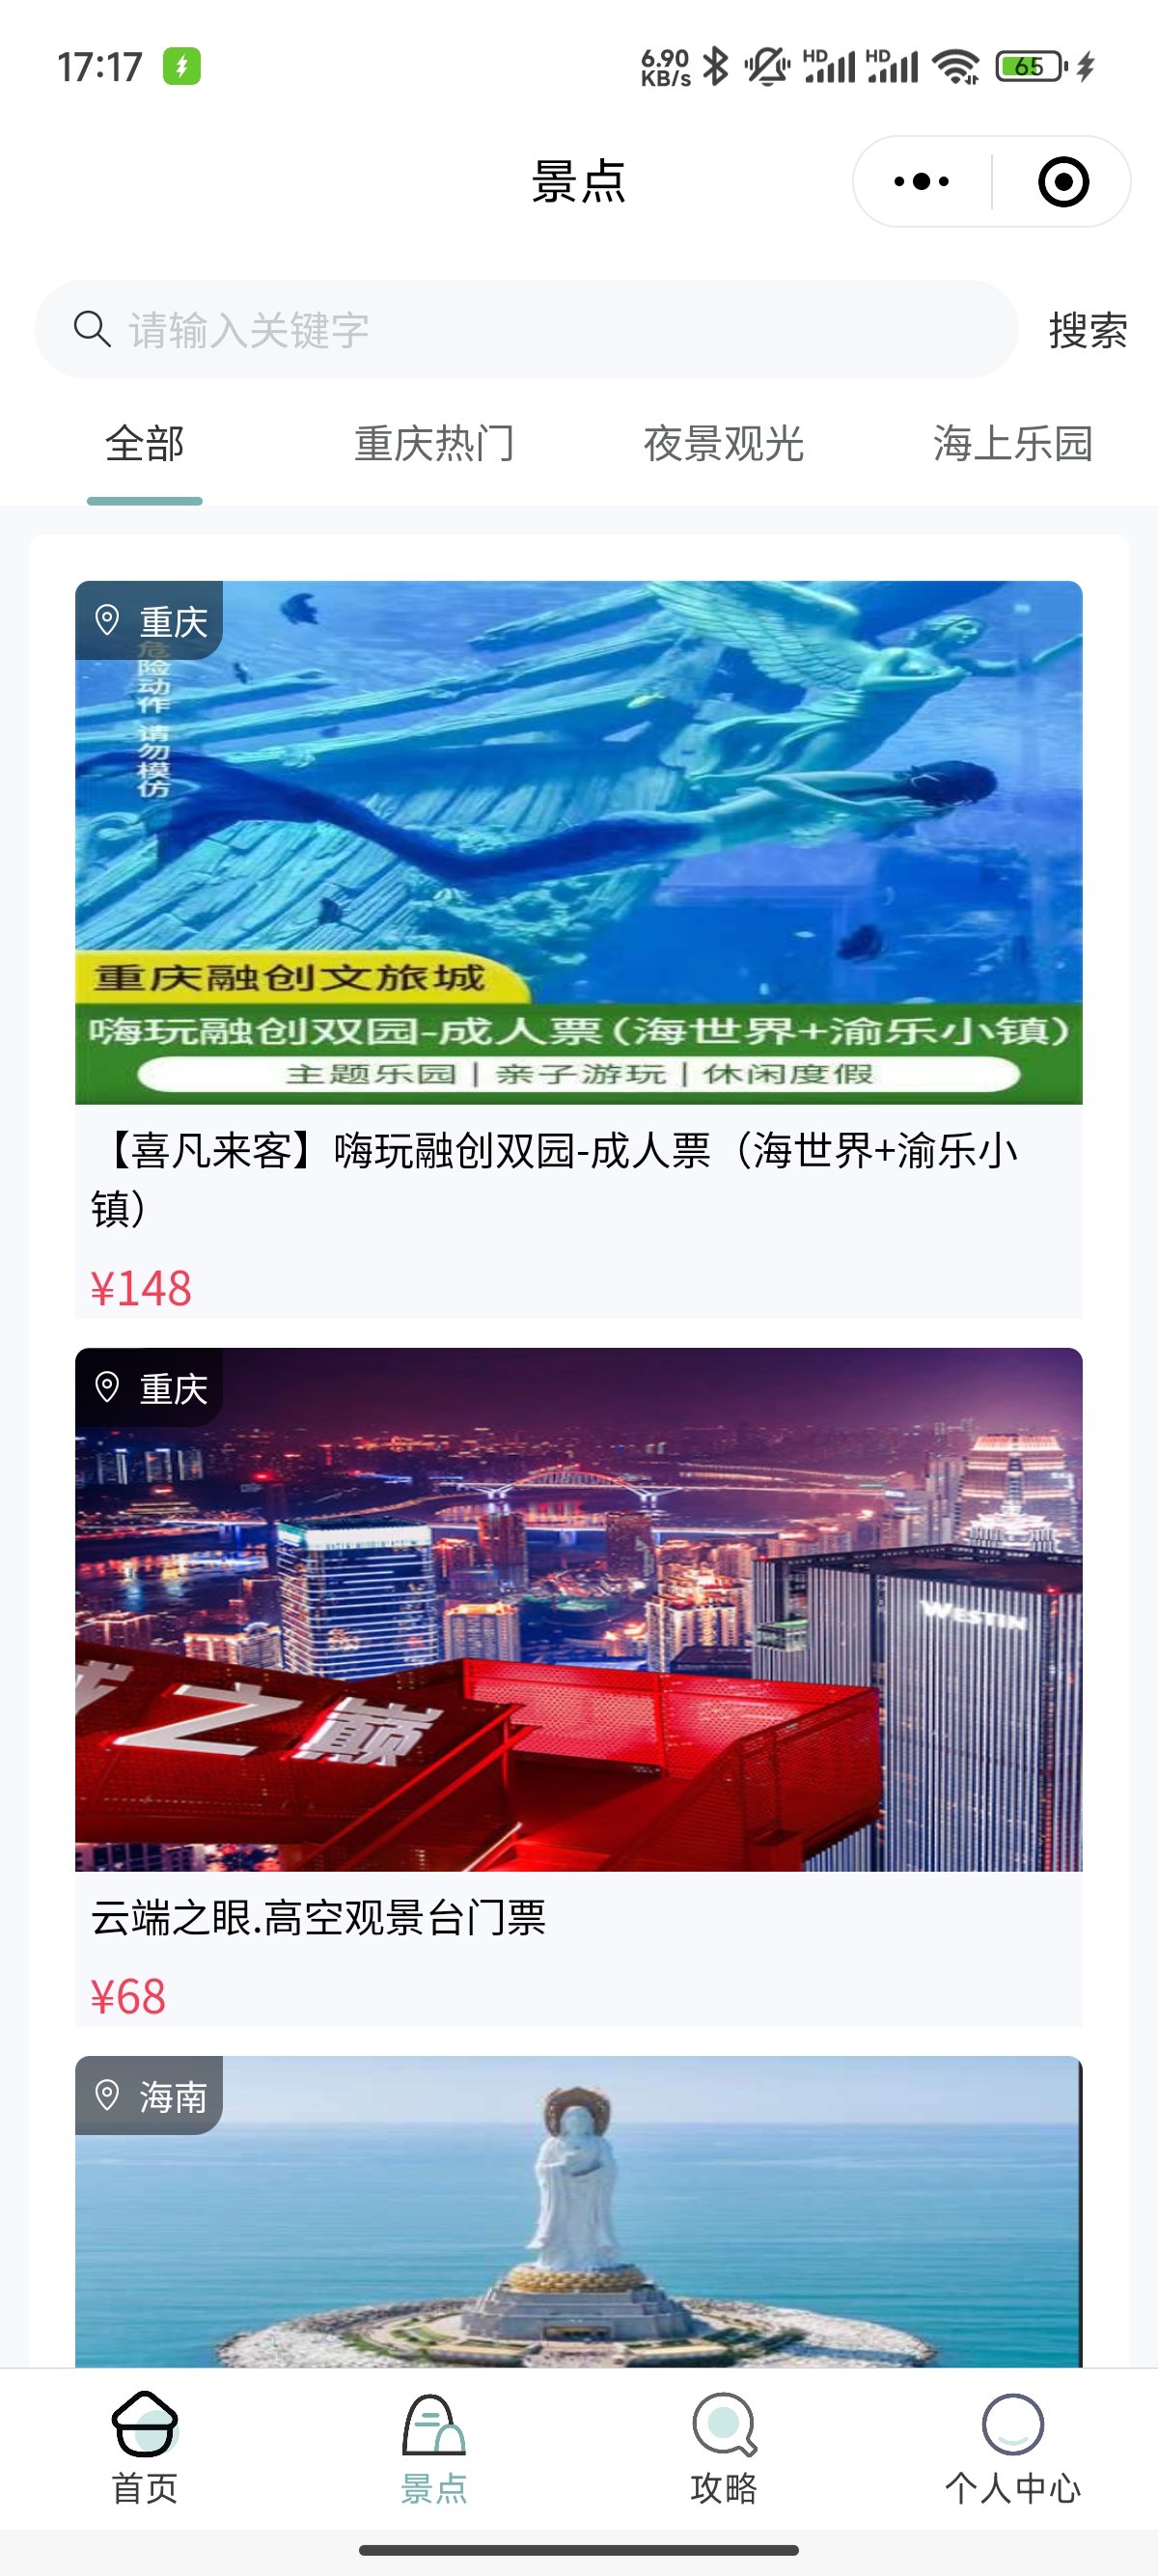 17:17
6.90
KB/s
HD
HD
65
景点
请输入关键字
搜索
全部
重庆热门
夜景观光
海上乐园
重庆
危险动作 请勿模仿
重庆融创文旅城
嗨玩融创双园-成人票(海世界+渝乐小镇)
主题乐园 | 亲子游玩 | 休闲度假
【喜凡来客】嗨玩融创双园-成人票（海世界+渝乐小
镇）
¥148
重庆
WESTIN
之巅
云端之眼.高空观景台门票
¥68
海南
首页
景点
攻略
个人中心